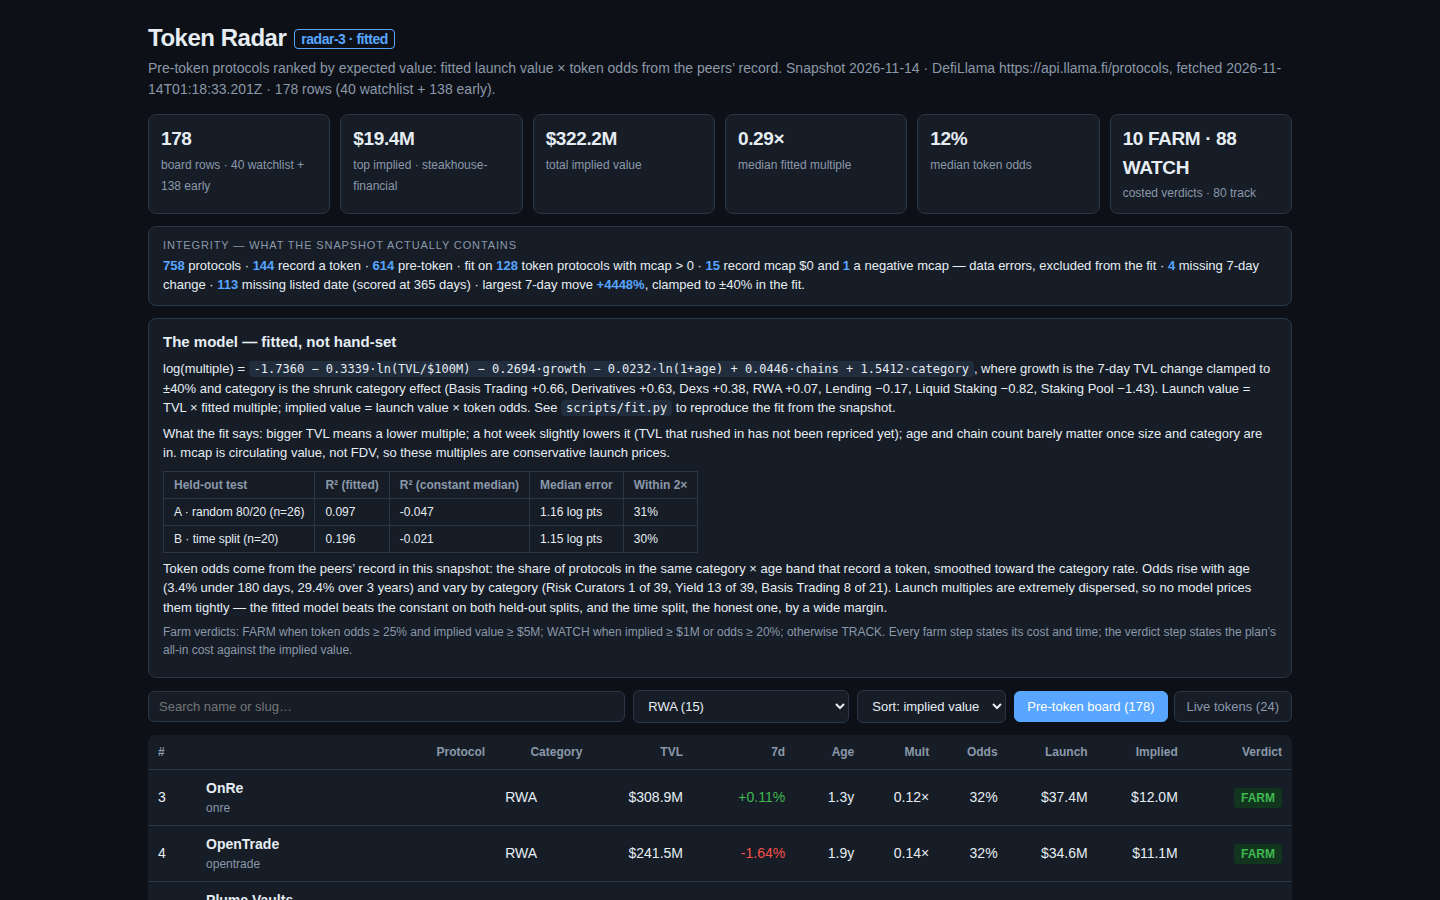 Token Radar radar-3 · fitted
Pre-token protocols ranked by expected value: fitted launch value × token odds from the peers' record. Snapshot 2026-11-14 · DefiLlama https://api.llama.fi/protocols, fetched 2026-11-
14T01:18:33.201Z · 178 rows (40 watchlist + 138 early).
178
board rows · 40 watchlist +
138 early
$19.4M
top implied · steakhouse-
financial
$322.2M
total implied value
0.29×
median fitted multiple
12%
median token odds
10 FARM · 88
WATCH
costed verdicts · 80 track
INTEGRITY — WHAT THE SNAPSHOT ACTUALLY CONTAINS
758 protocols · 144 record a token · 614 pre-token · fit on 128 token protocols with mcap > 0 · 15 record mcap $0 and 1 a negative mcap — data errors, excluded from the fit · 4 missing 7-day
change · 113 missing listed date (scored at 365 days) · largest 7-day move +4448%, clamped to ±40% in the fit.
The model — fitted, not hand-set
log(multiple) = -1.7360 − 0.3339·ln(TVL/$100M) − 0.2694·growth − 0.0232·ln(1+age) + 0.0446·chains + 1.5412·category, where growth is the 7-day TVL change clamped to
±40% and category is the shrunk category effect (Basis Trading +0.66, Derivatives +0.63, Dexs +0.38, RWA +0.07, Lending −0.17, Liquid Staking −0.82, Staking Pool −1.43). Launch value =
TVL × fitted multiple; implied value = launch value × token odds. See scripts/fit.py to reproduce the fit from the snapshot.
What the fit says: bigger TVL means a lower multiple; a hot week slightly lowers it (TVL that rushed in has not been repriced yet); age and chain count barely matter once size and category are
in. mcap is circulating value, not FDV, so these multiples are conservative launch prices.
Held-out test R² (fitted) R² (constant median) Median error Within 2×
A · random 80/20 (n=26) 0.097 -0.047 1.16 log pts 31%
B · time split (n=20) 0.196 -0.021 1.15 log pts 30%
Token odds come from the peers' record in this snapshot: the share of protocols in the same category × age band that record a token, smoothed toward the category rate. Odds rise with age
(3.4% under 180 days, 29.4% over 3 years) and vary by category (Risk Curators 1 of 39, Yield 13 of 39, Basis Trading 8 of 21). Launch multiples are extremely dispersed, so no model prices
them tightly — the fitted model beats the constant on both held-out splits, and the time split, the honest one, by a wide margin.
Farm verdicts: FARM when token odds ≥ 25% and implied value ≥ $5M; WATCH when implied ≥ $1M or odds ≥ 20%; otherwise TRACK. Every farm step states its cost and time; the verdict step states the plan's
all-in cost against the implied value.
Search name or slug… RWA (15) Sort: implied value Pre-token board (178) Live tokens (24)
# Protocol Category TVL 7d Age Mult Odds Launch Implied Verdict
3 OnRe RWA $308.9M +0.11% 1.3y 0.12× 32% $37.4M $12.0M FARM
onre
4 OpenTrade RWA $241.5M -1.64% 1.9y 0.14× 32% $34.6M $11.1M FARM
opentrade
Plume Vaults